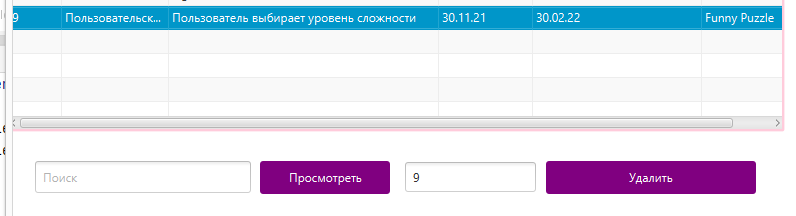 9 Пользовательск... Пользователь выбирает уровень сложности 30.11.21 30.02.22 Funny Puzzle
Поиск Просмотреть 9 Удалить